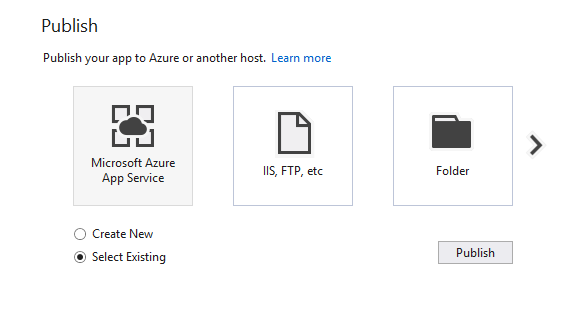 Publish
Publish your app to Azure or another host. Learn more
Microsoft Azure
App Service
IIS, FTP, etc
Folder
Create New
Select Existing
Publish